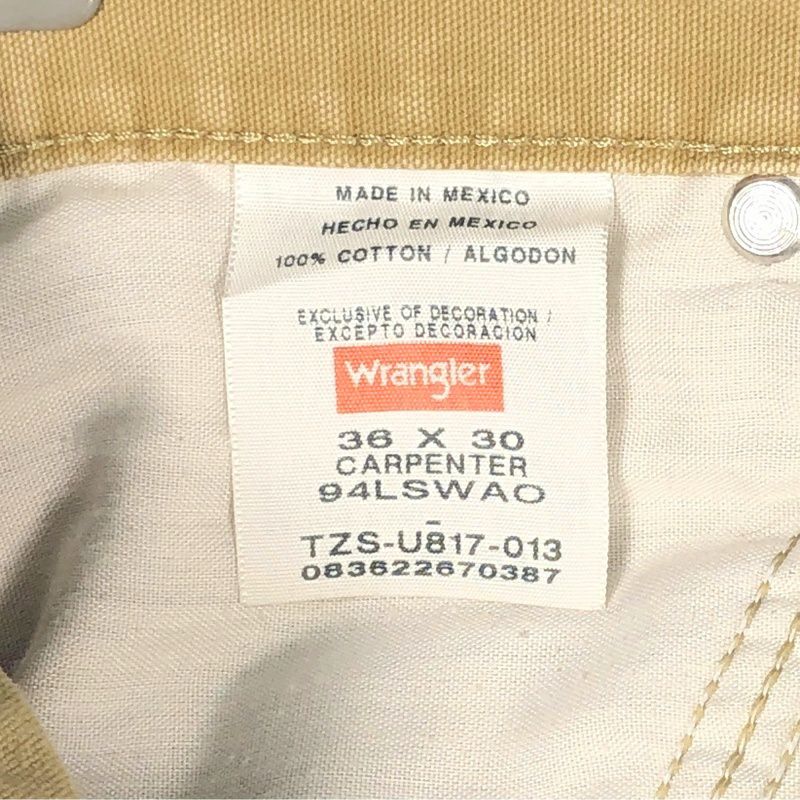 MADE IN MEXICO
HECHO EN MEXICO
100% COTTON / ALGODON
EXCLUSIVE OF DECORATION /
EXCEPTO DECORACION
Wrangler
36 X 30
CARPENTER
94LSWAO
TZS-U817-013
083622670387